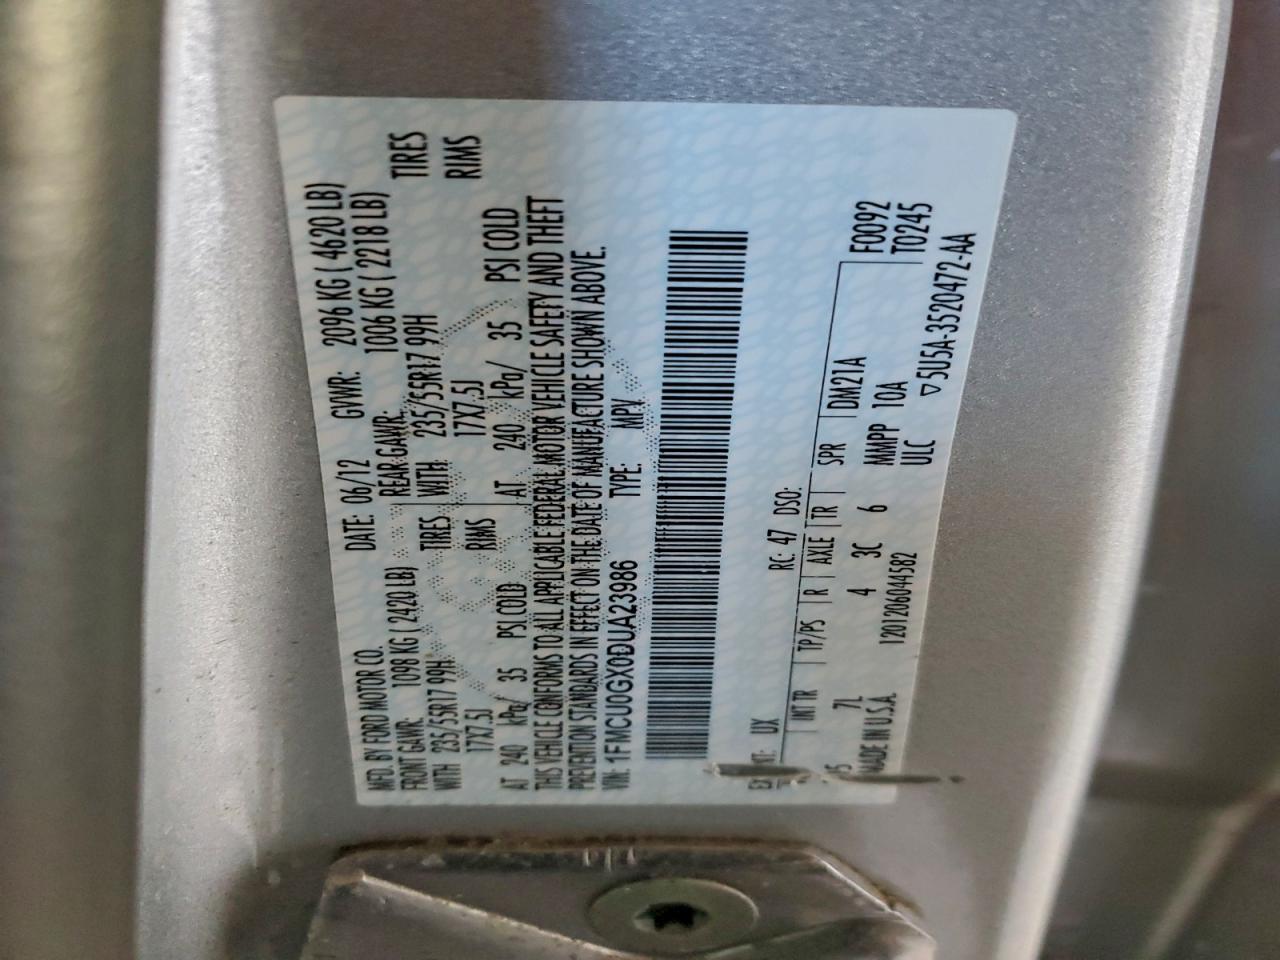 MFD. BY FORD MOTOR CO. DATE: 06/12 GVWR: 2096 KG ( 4620 LB)
FRONT GAWR: 1098 KG ( 2420 LB) REAR GAWR: 1006 KG ( 2218 LB)
WITH 235/55R17 99H TIRES WITH 235/55R17 99H TIRES
17X7.5J RIMS 17X7.5J RIMS
AT 240 kPa/ 35 PSI COLD AT 240 kPa/ 35 PSI COLD
THIS VEHICLE CONFORMS TO ALL APPLICABLE FEDERAL MOTOR VEHICLE SAFETY AND THEFT
PREVENTION STANDARDS IN EFFECT ON THE DATE OF MANUFACTURE SHOWN ABOVE.
VIN: 1FMCU0GX0DUA23986 TYPE: MPV
UX RC: 47 DSO:
INT TR TP/PS R AXLE TR SPR DM21A F0092
7L 4 3C 6 MMPP 10A T0245
MADE IN U.S.A. 1201206044582 ULC ▽5U5A-3520472-AA